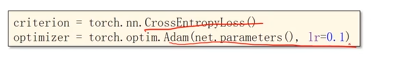 criterion = torch.nn.CrossEntropyLoss()
optimizer = torch.optim.Adam(net.parameters(), lr=0.1)